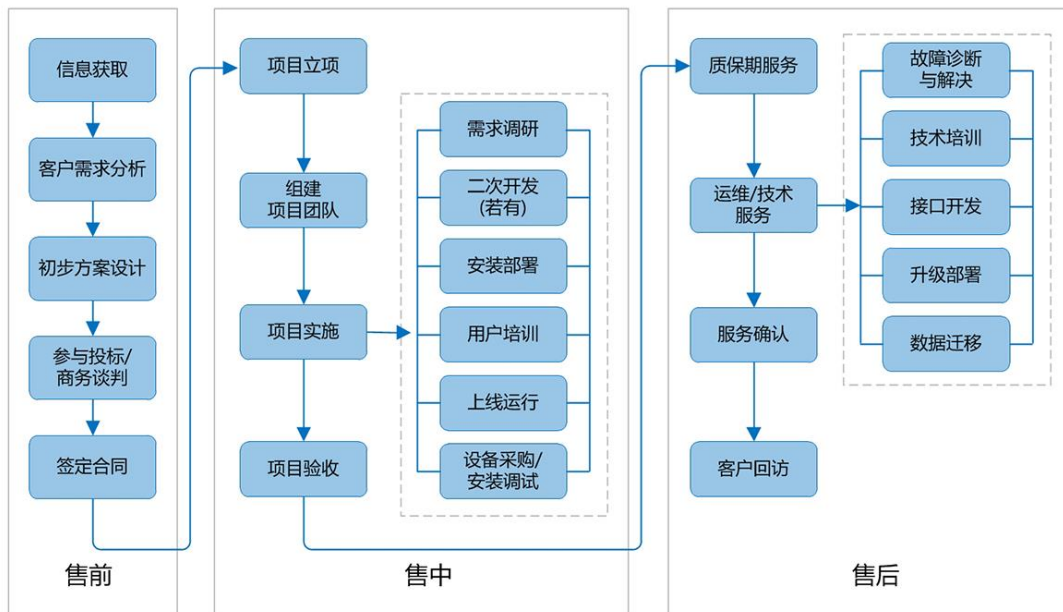 信息获取
客户需求分析
初步方案设计
参与投标/
商务谈判
签定合同
售前
项目立项
组建
项目团队
项目实施
项目验收
需求调研
二次开发
(若有)
安装部署
用户培训
上线运行
设备采购/
安装调试
售中
质保期服务
运维/技术
服务
服务确认
客户回访
故障诊断
与解决
技术培训
接口开发
升级部署
数据迁移
售后